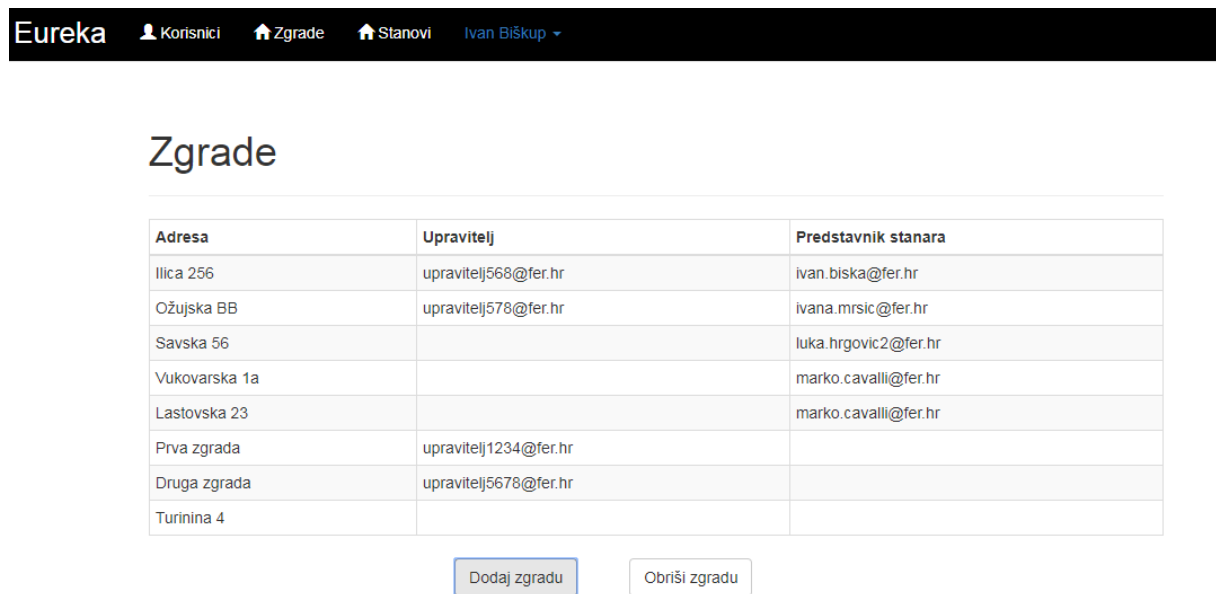 Eureka Korisnici Zgrade Stanovi Ivan Biškup
Zgrade
Adresa Upravitelj Predstavnik stanara
Ilica 256 upravitelj568@fer.hr ivan.biska@fer.hr
Ožujska BB upravitelj578@fer.hr ivana.mrsic@fer.hr
Savska 56 luka.hrgovic2@fer.hr
Vukovarska 1a marko.cavalli@fer.hr
Lastovska 23 marko.cavalli@fer.hr
Prva zgrada upravitelj1234@fer.hr
Druga zgrada upravitelj5678@fer.hr
Turinina 4
Dodaj zgradu Obriši zgradu